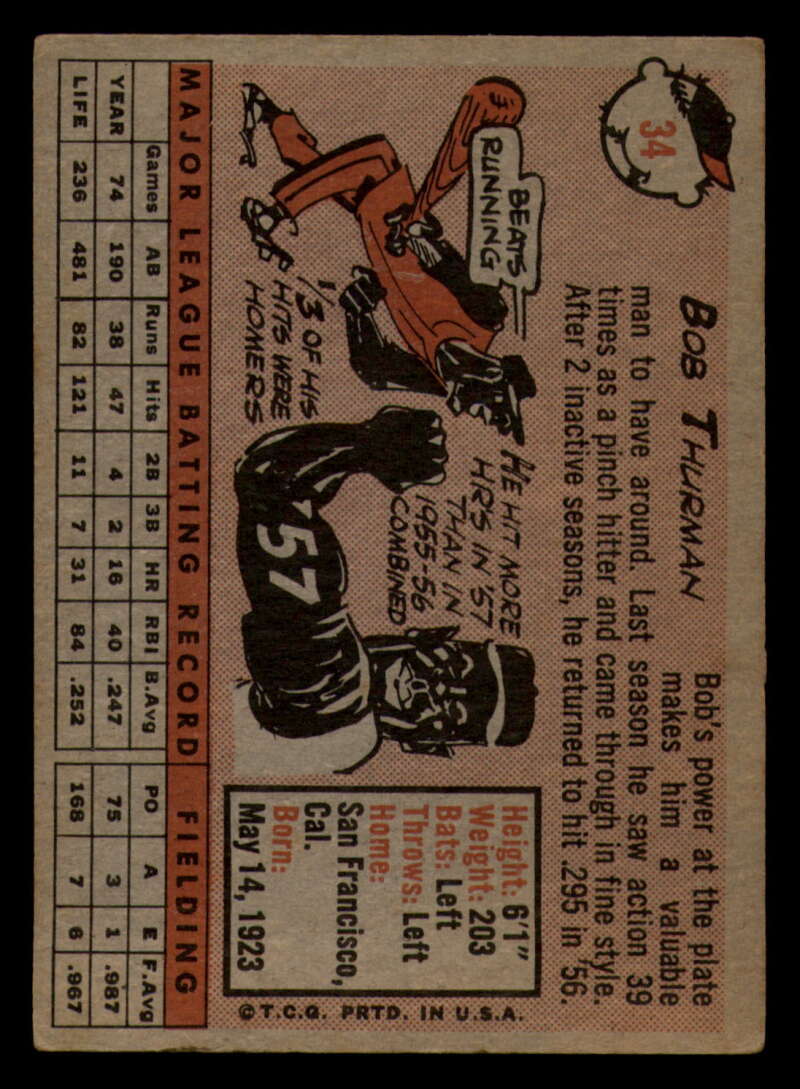 34
BOB THURMAN
Bob's power at the plate
makes him a valuable
man to have around. Last season he saw action 39
times as a pinch hitter and came through in fine style.
After 2 inactive seasons, he returned to hit .295 in '56.
BEATS
RUNNING
1/3 OF HIS
HITS WERE
HOMERS
HE HIT MORE
HR'S IN '57
THAN IN
1955-56
COMBINED
'57
Height: 6'1"
Weight: 203
Bats: Left
Throws: Left
Home:
San Francisco,
Cal.
Born:
May 14, 1923
©T.C.G. PRTD. IN U.S.A.
MAJOR LEAGUE BATTING RECORD FIELDING
Games AB Runs Hits 2B 3B HR RBI B.Avg PO A E F.Avg
YEAR 74 190 38 47 4 2 16 40 .247 75 3 1 .987
LIFE 236 481 82 121 11 7 31 84 .252 168 7 6 .967